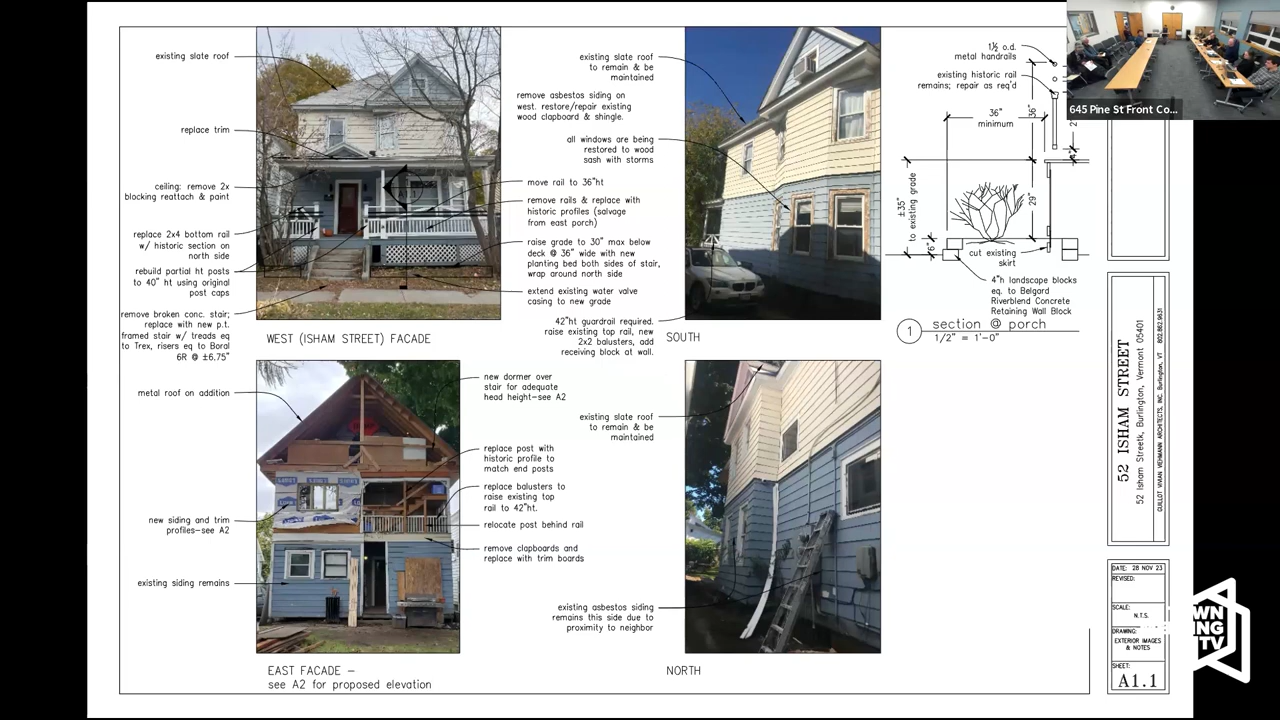 existing slate roof
replace trim
ceiling: remove 2x
blocking reattach & paint
replace 2x4 bottom rail
w/ historic section on
north side
rebuild partial ht posts
to 40" ht using original
post caps
remove broken conc. stair;
replace with new p.t.
framed stair w/ treads eq
to Trex, risers eq to Boral
6R @ ±6.75"
WEST (ISHAM STREET) FACADE
remove asbestos siding on
west. restore/repair existing
wood clapboard & shingle.
move rail to 36"ht
remove rails & replace with
historic profiles (salvage
from east porch)
raise grade to 30" max below
deck @ 36" wide with new
planting bed both sides of stair,
wrap around north side
extend existing water valve
casing to new grade
existing slate roof
to remain & be
maintained
all windows are being
restored to wood
sash with storms
42"ht guardrail required.
raise existing top rail, new
2x2 balusters, add
receiving block at wall.
SOUTH
1½ o.d.
metal handrails
existing historic rail
remains; repair as req'd
36"
minimum
36"
±35"
to existing grade
29"
6"
cut existing
skirt
4"h landscape blocks
eq. to Belgard
Riverblend Concrete
Retaining Wall Block
1
section @ porch
1/2" = 1'-0"
645 Pine St Front Co...
metal roof on addition
new siding and trim
profiles-see A2
existing siding remains
EAST FACADE -
see A2 for proposed elevation
new dormer over
stair for adequate
head height-see A2
replace post with
historic profile to
match end posts
replace balusters to
raise existing top
rail to 42"ht.
relocate post behind rail
remove clapboards and
replace with trim boards
existing slate roof
to remain & be
maintained
existing asbestos siding
remains this side due to
proximity to neighbor
NORTH
52 ISHAM STREET
52 Isham Streetk, Burlington, Vermont 05401
GUILLOT VIVIAN VIEHMANN ARCHITECTS, INC. Burlington, VT 802.862.9631
DATE: 28 NOV 23
REVISED:
SCALE:
N.T.S.
DRAWING:
EXTERIOR IMAGES
& NOTES
SHEET:
A1.1
WN
NG
TV